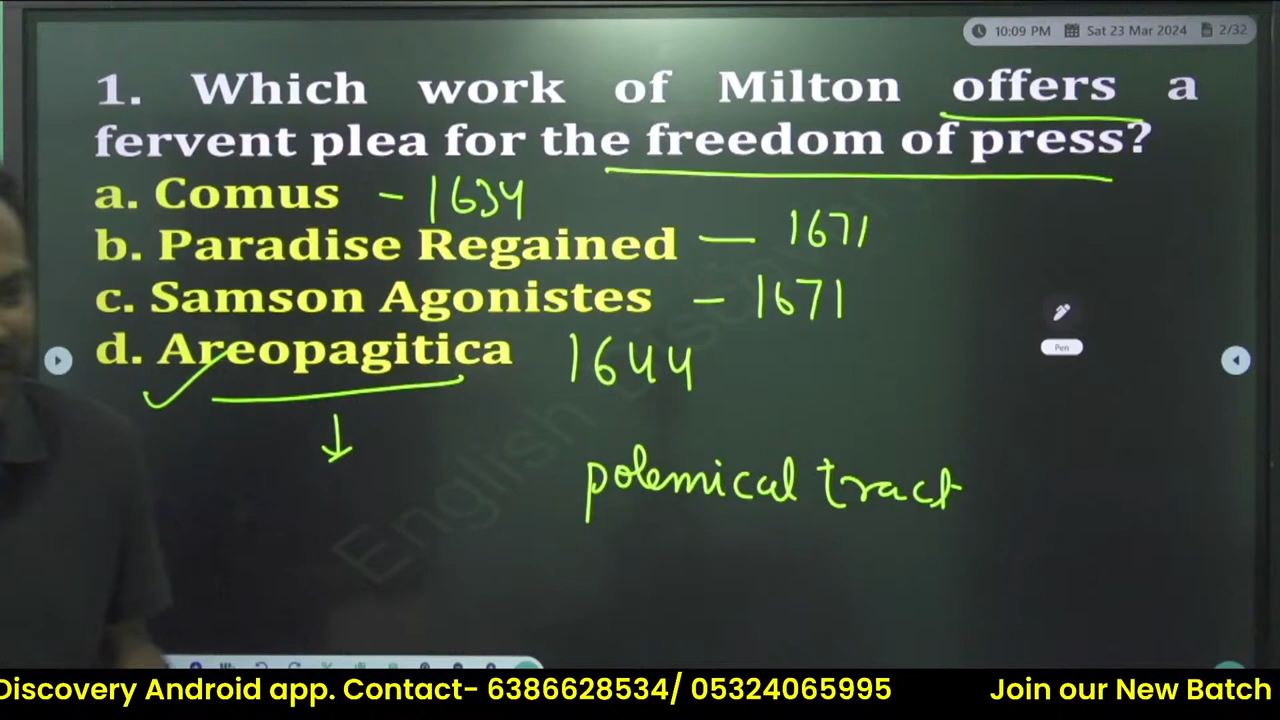 10:09 PM Sat 23 Mar 2024 2/32
1. Which work of Milton offers a
fervent plea for the freedom of press?
a. Comus - 1634
b. Paradise Regained — 1671
c. Samson Agonistes - 1671
d. Areopagitica 1644
Pen
polemical tract
English Discovery
Discovery Android app. Contact- 6386628534/ 05324065995 Join our New Batch